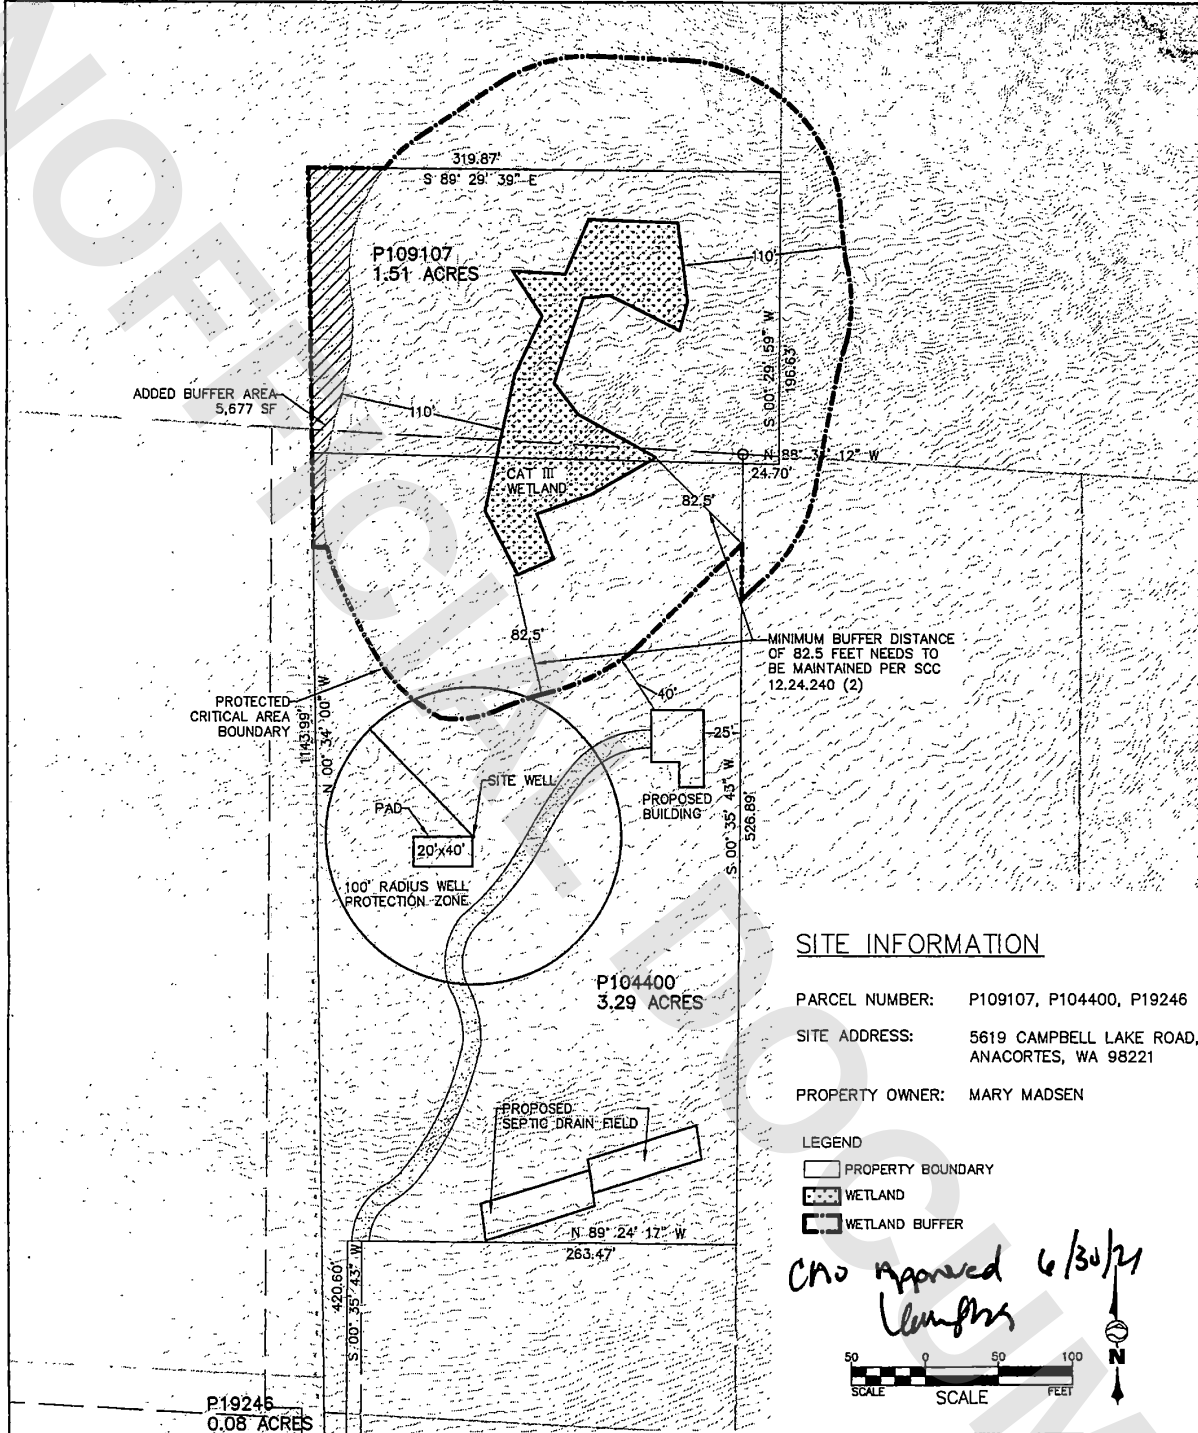 319.87'
S 89° 29' 39" E
P109107
1.51 ACRES
110'
S 00° 29' 59" W
196.63'
ADDED BUFFER AREA
5,677 SF
110'
24.70'
CAT III
WETLAND
82.5'
82.5'
MINIMUM BUFFER DISTANCE
OF 82.5 FEET NEEDS TO
BE MAINTAINED PER SCC
12.24.240 (2)
PROTECTED
CRITICAL AREA
BOUNDARY
1143.99'
N 00° 34' 00" W
40'
25'
SITE WELL
PAD
20'x40'
PROPOSED
BUILDING
S 00° 35' 43" W
526.89'
100' RADIUS WELL
PROTECTION ZONE
P104400
3.29 ACRES
PROPOSED
SEPTIC DRAIN FIELD
N 89° 24' 17" W
263.47'
420.60'
S 00° 35' 43" W
P19246
0.08 ACRES
SITE INFORMATION
PARCEL NUMBER: P109107, P104400, P19246
SITE ADDRESS: 5619 CAMPBELL LAKE ROAD,
ANACORTES, WA 98221
PROPERTY OWNER: MARY MADSEN
LEGEND
PROPERTY BOUNDARY
WETLAND
WETLAND BUFFER
CAO Approved 6/30/21
N
50 0 50 100
SCALE SCALE FEET
UNOFFICIAL DOCUM